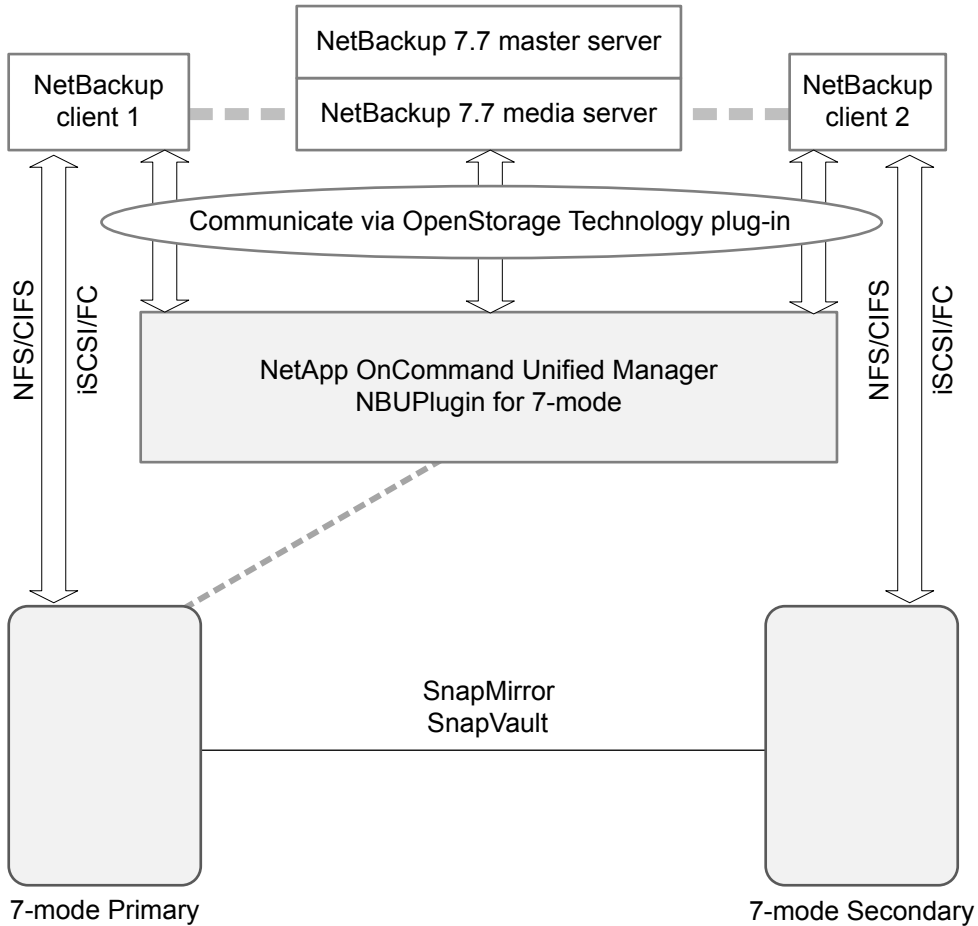 NetBackup 7.7 master server
NetBackup
client 1
NetBackup 7.7 media server
NetBackup
client 2
Communicate via OpenStorage Technology plug-in
NFS/CIFS
iSCSI/FC
NetApp OnCommand Unified Manager
NBUPlugin for 7-mode
NFS/CIFS
iSCSI/FC
SnapMirror
SnapVault
7-mode Primary
7-mode Secondary